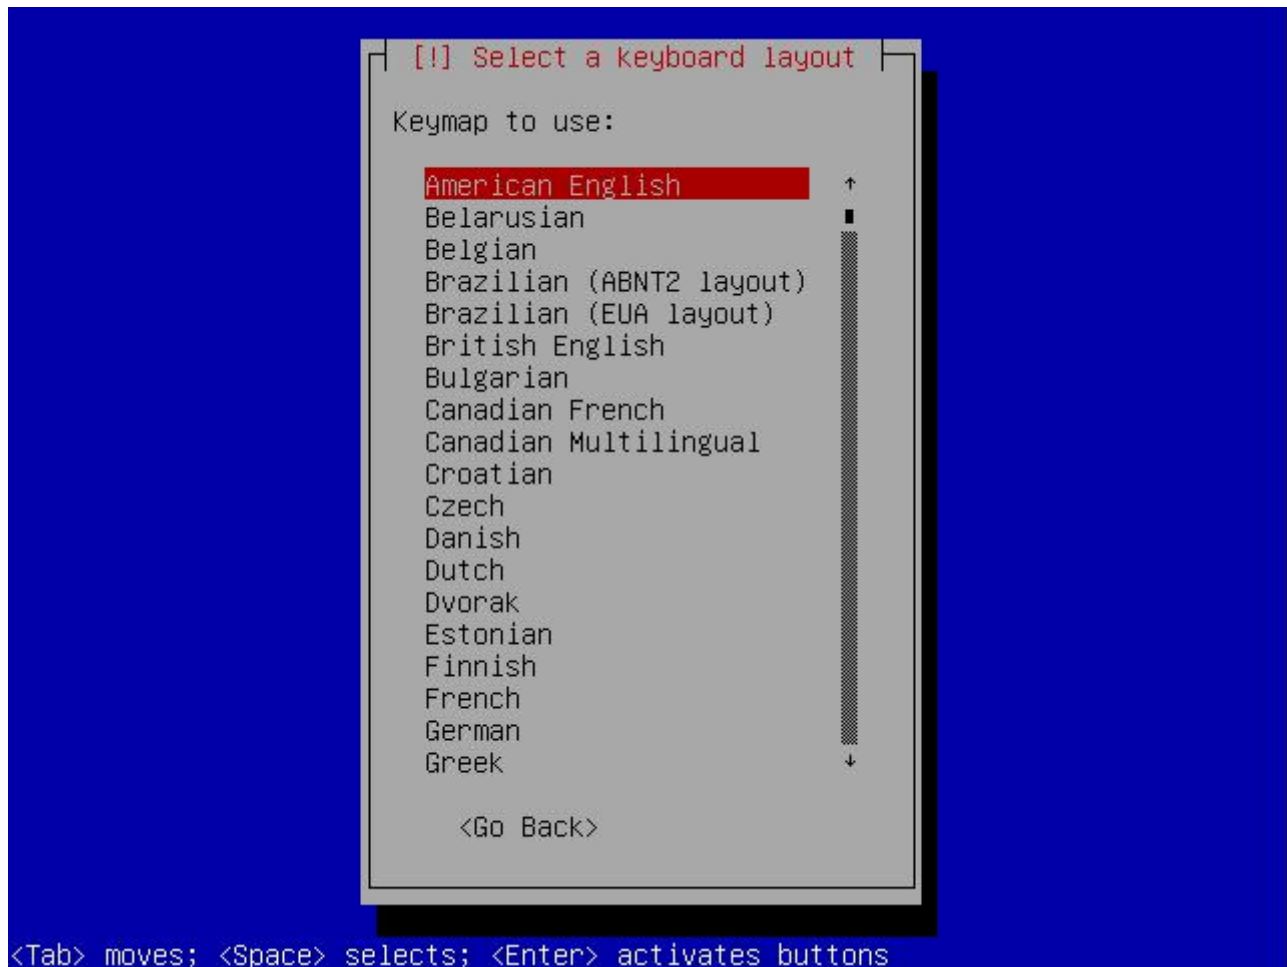 [!] Select a keyboard layout
Keymap to use:
American English
Belarusian
Belgian
Brazilian (ABNT2 layout)
Brazilian (EUA layout)
British English
Bulgarian
Canadian French
Canadian Multilingual
Croatian
Czech
Danish
Dutch
Dvorak
Estonian
Finnish
French
German
Greek
<Go Back>
<Tab> moves; <Space> selects; <Enter> activates buttons